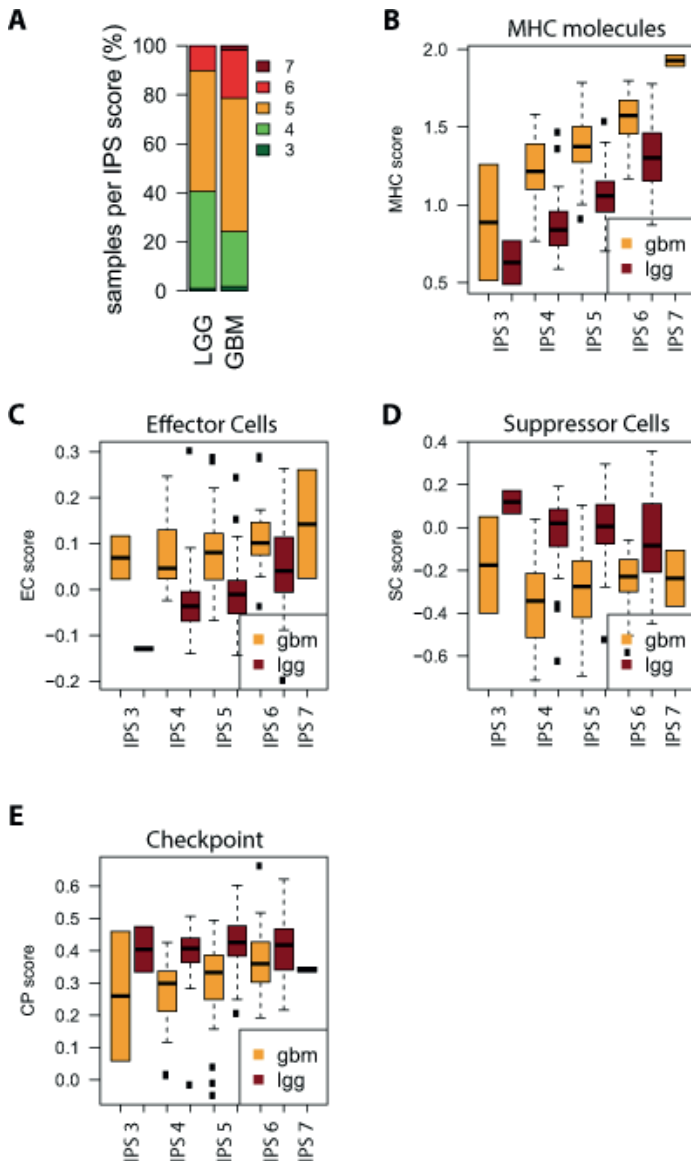 A
samples per IPS score (%)
100
80
60
40
20
0
7
6
5
4
3
LGG
GBM
B
MHC molecules
MHC score
2.0
1.5
1.0
0.5
gbm
lgg
IPS 3
IPS 4
IPS 5
IPS 6
IPS 7
C
Effector Cells
EC score
0.3
0.2
0.1
0.0
−0.1
−0.2
gbm
lgg
IPS 3
IPS 4
IPS 5
IPS 6
IPS 7
D
Suppressor Cells
SC score
0.4
0.2
0.0
−0.2
−0.4
−0.6
gbm
lgg
IPS 3
IPS 4
IPS 5
IPS 6
IPS 7
E
Checkpoint
CP score
0.6
0.5
0.4
0.3
0.2
0.1
0.0
gbm
lgg
IPS 3
IPS 4
IPS 5
IPS 6
IPS 7